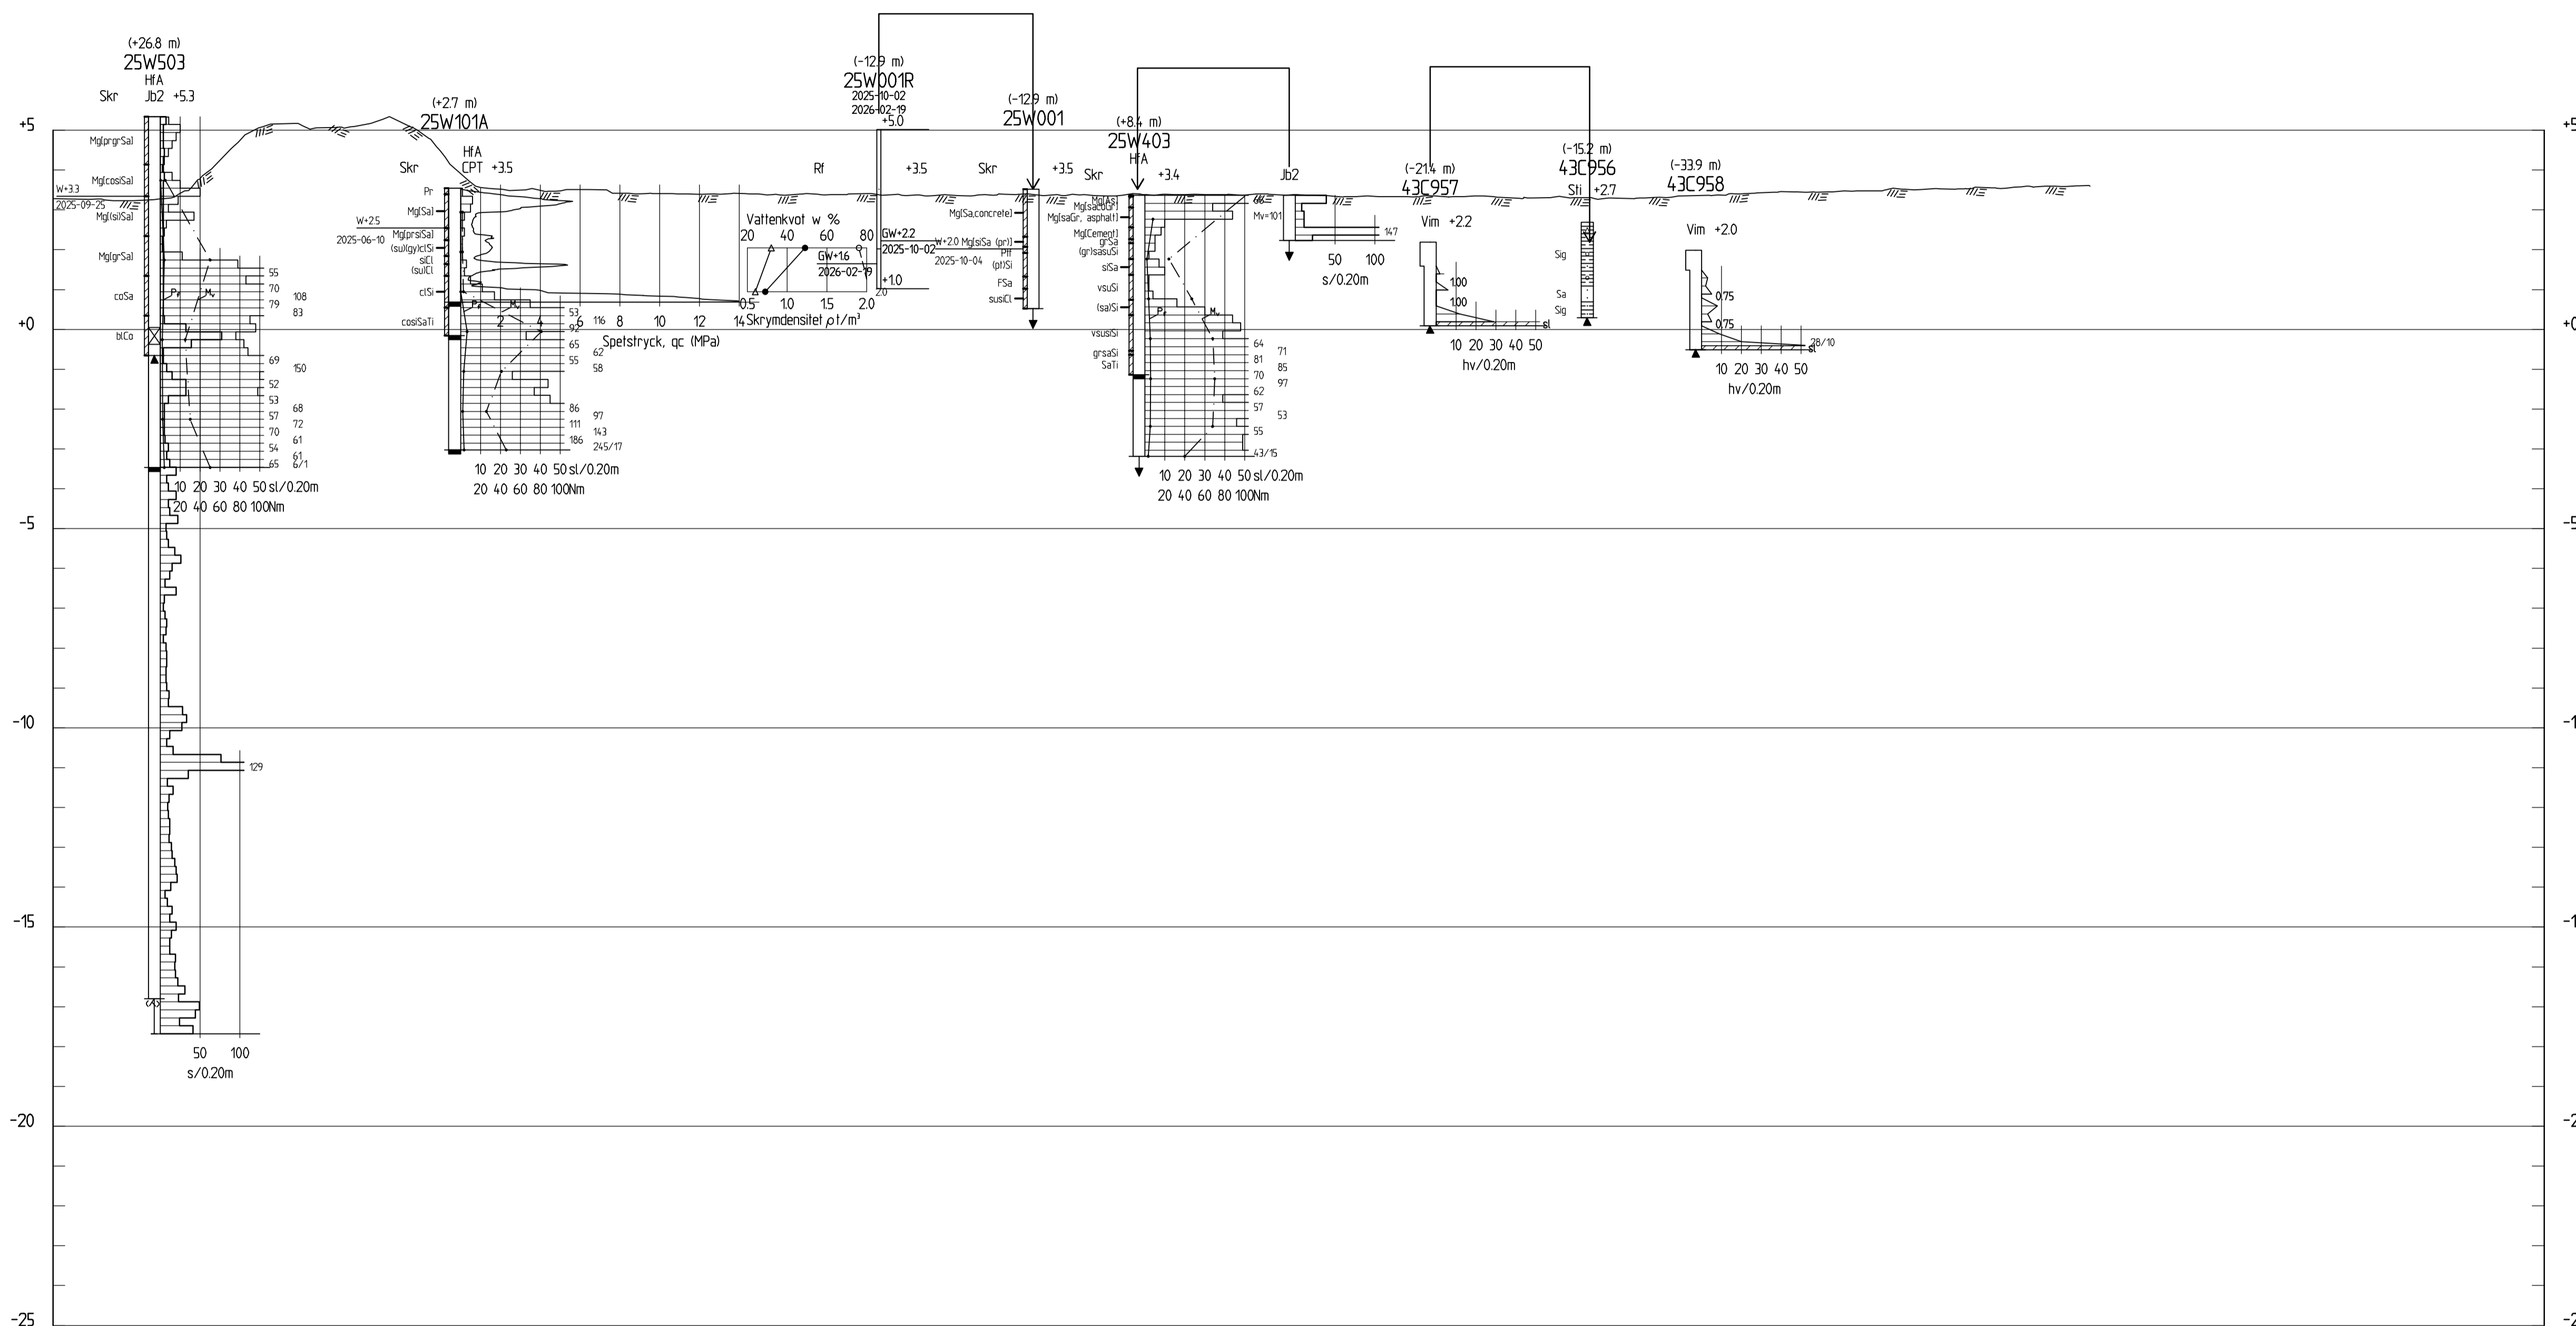 (+26.8 m)
25W503
HfA
Skr Jb2 +5.3
+5
Mg[prgrSa]
Mg[cosiSa]
W+3.3
2025-09-25
Mg[(si)Sa]
Mg[grSa]
coSa
blCo
55
70
108
79
83
69
150
52
53
68
57
72
70
61
54
61
65 6/1
10 20 30 40 50 sl/0.20m
20 40 60 80 100Nm
129
50 100
s/0.20m
(+2.7 m)
25W101A
HfA
Skr CPT +3.5
Pr
Mg[Sa]
W+2.5
2025-06-10
Mg[prsiSa]
(su)(gy)clSi
siCl
(su)Cl
clSi
cosiSaTi
53
116
92
65
62
55
58
86
97
111
143
186
245/17
2 4 6 8 10 12 14
Spetstryck, qc (MPa)
10 20 30 40 50 sl/0.20m
20 40 60 80 100Nm
Vattenkvot w %
20 40 60 80
0.5 1.0 1.5 2.0
Skrymdensitet ρ t/m³
(-12.9 m)
25W001R
2025-10-02
2026-02-19
+5.0
Rf +3.5
GW+2.2
2025-10-02
GW+1.6
2026-02-19
+1.0
(-12.9 m)
25W001
Skr +3.5
Mg[Sa,concrete]
W+2.0 Mg[siSa (pr)]
2025-10-04
(pt)Si
FSa
susiCl
(+8.4 m)
25W403
HfA
Skr +3.4
Mg[As]
Mg[sacoGr]
Mg[saGr, asphalt]
Mg[Cement]
grSa
(gr)sasuSi
siSa
vsuSi
(sa)Si
vsusiSi
grsaSi
SaTi
Mv=101
64
71
81
85
70
97
62
57
53
55
43/15
10 20 30 40 50 sl/0.20m
20 40 60 80 100Nm
Jb2
147
50 100
s/0.20m
(-21.4 m)
43C957
Vim +2.2
1.00
1.00
sl
10 20 30 40 50
hv/0.20m
(-15.2 m)
43C956
Sti +2.7
Sig
Sa
Sig
(-33.9 m)
43C958
Vim +2.0
0.75
0.75
28/10
sl
10 20 30 40 50
hv/0.20m
+0
-5
-10
-15
-20
-25